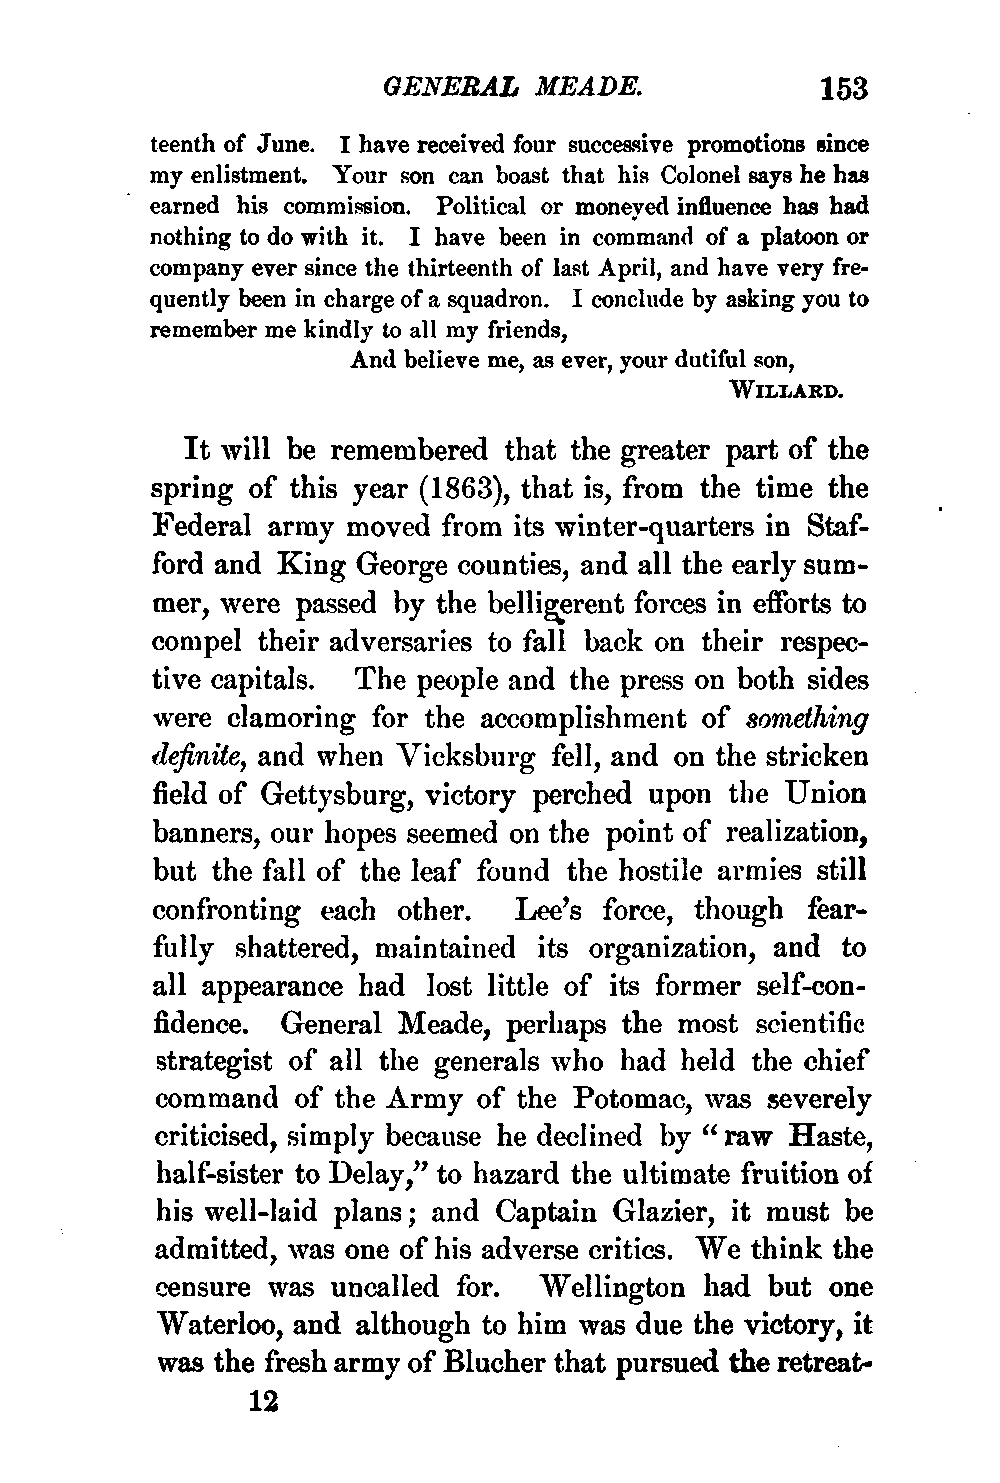 GENERAL MEADE. 153
teenth of June. I have received four successive promotions since
my enlistment. Your son can boast that his Colonel says he has
earned his commission. Political or moneyed influence has had
nothing to do with it. I have been in command of a platoon or
company ever since the thirteenth of last April, and have very fre-
quently been in charge of a squadron. I conclude by asking you to
remember me kindly to all my friends,
And believe me, as ever, your dutiful son,
WILLARD.
It will be remembered that the greater part of the
spring of this year (1863), that is, from the time the
Federal army moved from its winter-quarters in Staf-
ford and King George counties, and all the early sum-
mer, were passed by the belligerent forces in efforts to
compel their adversaries to fall back on their respec-
tive capitals. The people and the press on both sides
were clamoring for the accomplishment of something
definite, and when Vicksburg fell, and on the stricken
field of Gettysburg, victory perched upon the Union
banners, our hopes seemed on the point of realization,
but the fall of the leaf found the hostile armies still
confronting each other. Lee's force, though fear-
fully shattered, maintained its organization, and to
all appearance had lost little of its former self-con-
fidence. General Meade, perhaps the most scientific
strategist of all the generals who had held the chief
command of the Army of the Potomac, was severely
criticised, simply because he declined by "raw Haste,
half-sister to Delay," to hazard the ultimate fruition of
his well-laid plans; and Captain Glazier, it must be
admitted, was one of his adverse critics. We think the
censure was uncalled for. Wellington had but one
Waterloo, and although to him was due the victory, it
was the fresh army of Blucher that pursued the retreat-
12